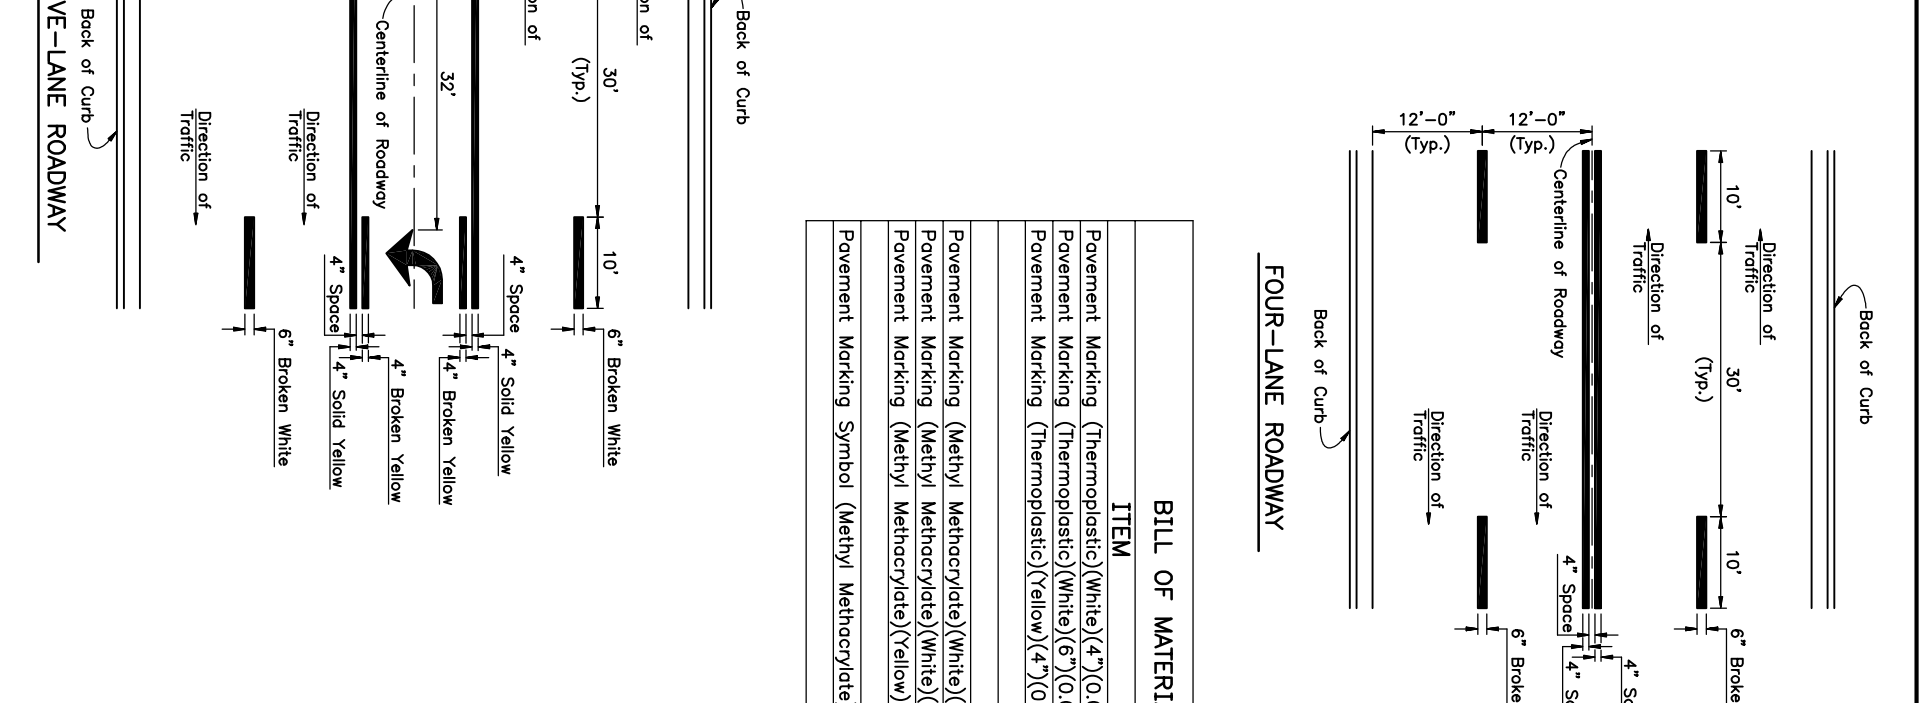 Back of Curb
Direction of
Traffic
Direction of
Traffic
10'
30'
(Typ.)
10'
12'-0"
(Typ.)
12'-0"
(Typ.)
Centerline of Roadway
Direction of
Traffic
Direction of
Traffic
4" Space
6"
4"
4"
6"
Back of Curb
FOUR-LANE ROADWAY
BILL OF
ITEM
Pavement Marking (Thermoplastic)(White)(4")
Pavement Marking (Thermoplastic)(White)(6")
Pavement Marking (Thermoplastic)(Yellow)(4")
Pavement Marking (Methyl Methacrylate)(White)
Pavement Marking (Methyl Methacrylate)(White)
Pavement Marking (Methyl Methacrylate)(Yellow)
Pavement Marking Symbol (Methyl Methacrylate
Back of Curb
of
of
30'
(Typ.)
10'
32'
Centerline of Roadway
Direction of
Traffic
Direction of
Traffic
4" Space
4" Space
6" Broken White
4" Solid Yellow
4" Broken Yellow
4" Broken Yellow
4" Solid Yellow
6" Broken White
Back of Curb
VE-LANE ROADWAY